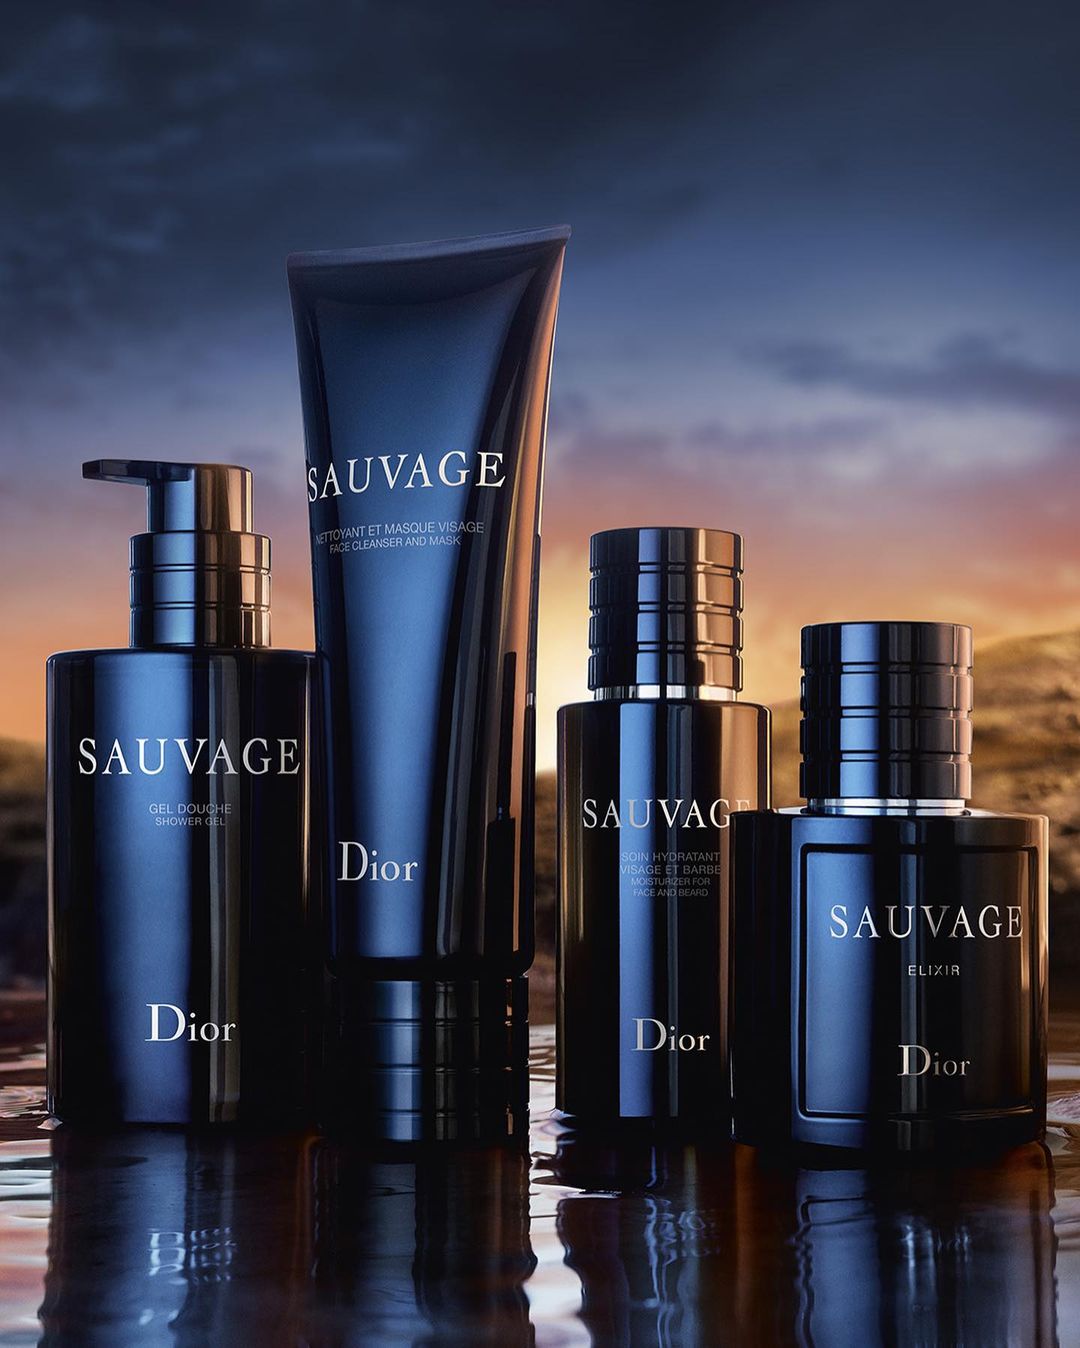 SAUVAGE
GEL DOUCHE
SHOWER GEL
Dior
SAUVAGE
NETTOYANT ET MASQUE VISAGE
FACE CLEANSER AND MASK
Dior
SAUVAGE
SOIN HYDRATANT
VISAGE ET BARBE
MOISTURIZER FOR
FACE AND BEARD
Dior
SAUVAGE
ELIXIR
Dior